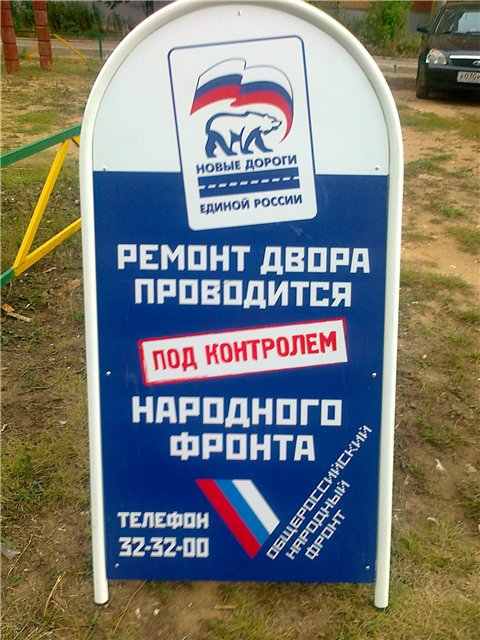 НОВЫЕ ДОРОГИ
ЕДИНОЙ РОССИИ
РЕМОНТ ДВОРА
ПРОВОДИТСЯ
ПОД КОНТРОЛЕМ
НАРОДНОГО
ФРОНТА
ТЕЛЕФОН
32-32-00
ОБЩЕРОССИЙСКИЙ
НАРОДНЫЙ
ФРОНТ